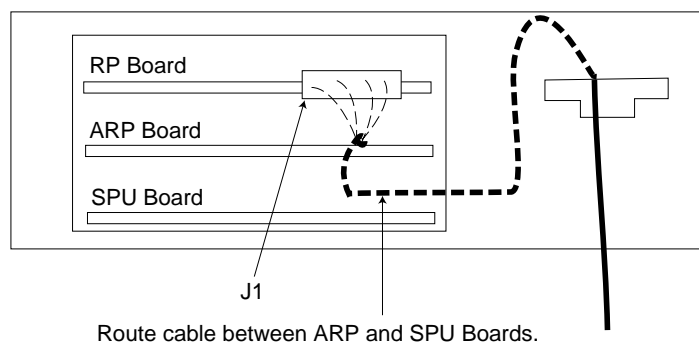 RP Board
ARP Board
SPU Board
J1
Route cable between ARP and SPU Boards.